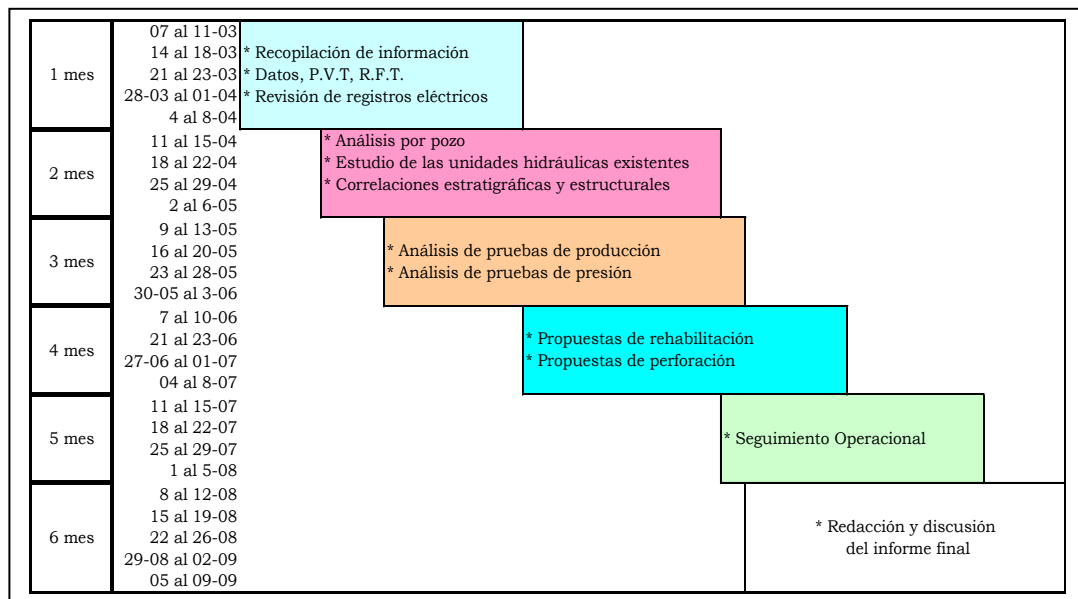 1 mes
07 al 11-03
14 al 18-03
21 al 23-03
28-03 al 01-04
4 al 8-04
* Recopilación de información
* Datos, P.V.T, R.F.T.
* Revisión de registros eléctricos
2 mes
11 al 15-04
18 al 22-04
25 al 29-04
2 al 6-05
* Análisis por pozo
* Estudio de las unidades hidráulicas existentes
* Correlaciones estratigráficas y estructurales
3 mes
9 al 13-05
16 al 20-05
23 al 28-05
30-05 al 3-06
* Análisis de pruebas de producción
* Análisis de pruebas de presión
4 mes
7 al 10-06
21 al 23-06
27-06 al 01-07
04 al 8-07
* Propuestas de rehabilitación
* Propuestas de perforación
5 mes
11 al 15-07
18 al 22-07
25 al 29-07
1 al 5-08
* Seguimiento Operacional
6 mes
8 al 12-08
15 al 19-08
22 al 26-08
29-08 al 02-09
05 al 09-09
* Redacción y discusión
del informe final